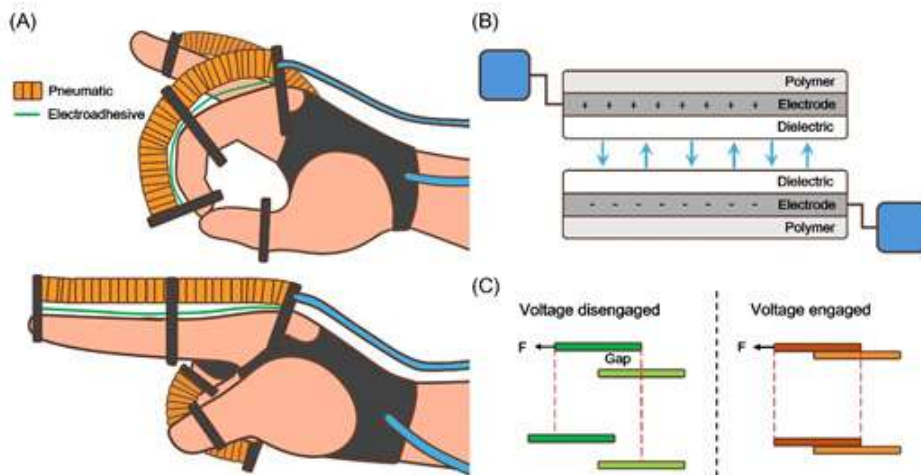 (A)
Pneumatic
Electroadhesive
(B)
Polymer
+ + + + + + + + Electrode
Dielectric
Dielectric
- - - - - - - - Electrode
Polymer
(C)
Voltage disengaged
Voltage engaged
F
Gap
F